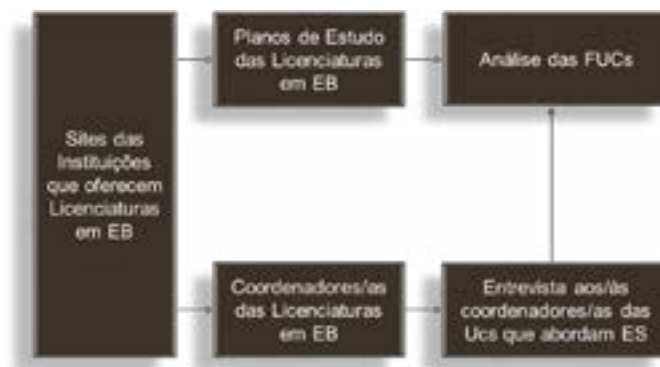 Sites das
Instituições
que oferecem
Licenciaturas
em EB
Planos de Estudo
das Licenciaturas
em EB
Análise das FUCs
Coordenadores/as
das Licenciaturas
em EB
Entrevista aos/às
coordenadores/as das
Ucs que abordam ES